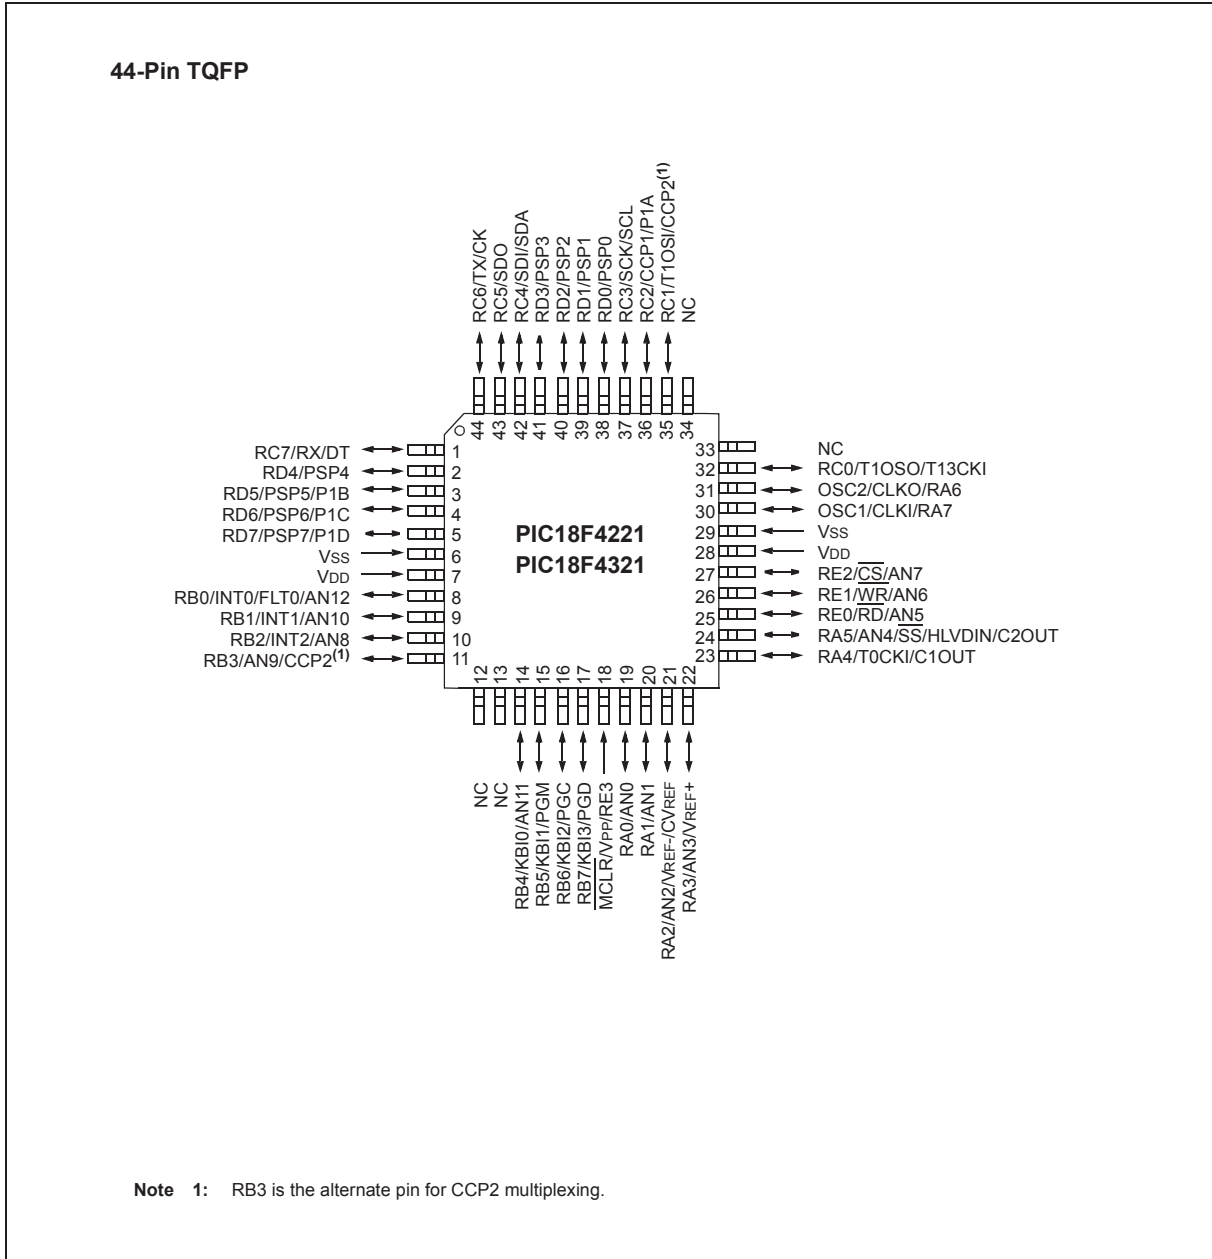 44-Pin TQFP
RC6/TX/CK
RC5/SDO
RC4/SDI/SDA
RD3/PSP3
RD2/PSP2
RD1/PSP1
RD0/PSP0
RC3/SCK/SCL
RC2/CCP1/P1A
RC1/T1OSI/CCP2(1)
NC
44
43
42
41
40
39
38
37
36
35
34
RC7/RX/DT 1
RD4/PSP4 2
RD5/PSP5/P1B 3
RD6/PSP6/P1C 4
RD7/PSP7/P1D 5
VSS 6
VDD 7
RB0/INT0/FLT0/AN12 8
RB1/INT1/AN10 9
RB2/INT2/AN8 10
RB3/AN9/CCP2(1) 11
PIC18F4221
PIC18F4321
33 NC
32 RC0/T1OSO/T13CKI
31 OSC2/CLKO/RA6
30 OSC1/CLKI/RA7
29 VSS
28 VDD
27 RE2/CS/AN7
26 RE1/WR/AN6
25 RE0/RD/AN5
24 RA5/AN4/SS/HLVDIN/C2OUT
23 RA4/T0CKI/C1OUT
12
13
14
15
16
17
18
19
20
21
22
NC
NC
RB4/KBI0/AN11
RB5/KBI1/PGM
RB6/KBI2/PGC
RB7/KBI3/PGD
MCLR/VPP/RE3
RA0/AN0
RA1/AN1
RA2/AN2/VREF-/CVREF
RA3/AN3/VREF+
Note 1: RB3 is the alternate pin for CCP2 multiplexing.